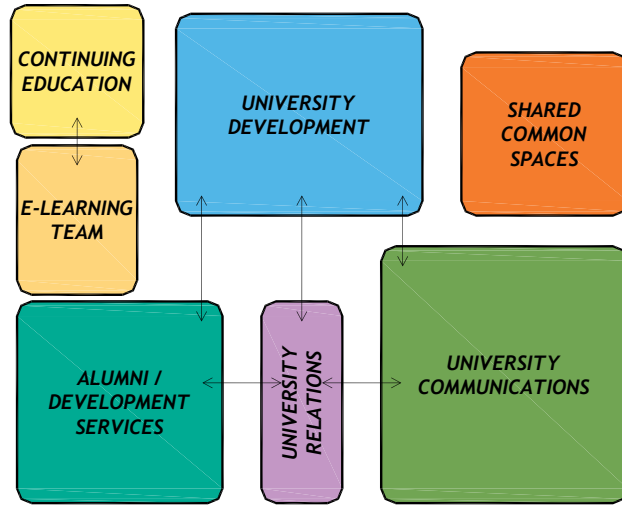 CONTINUING
EDUCATION
UNIVERSITY
DEVELOPMENT
SHARED
COMMON
SPACES
E-LEARNING
TEAM
ALUMNI /
DEVELOPMENT
SERVICES
UNIVERSITY
RELATIONS
UNIVERSITY
COMMUNICATIONS